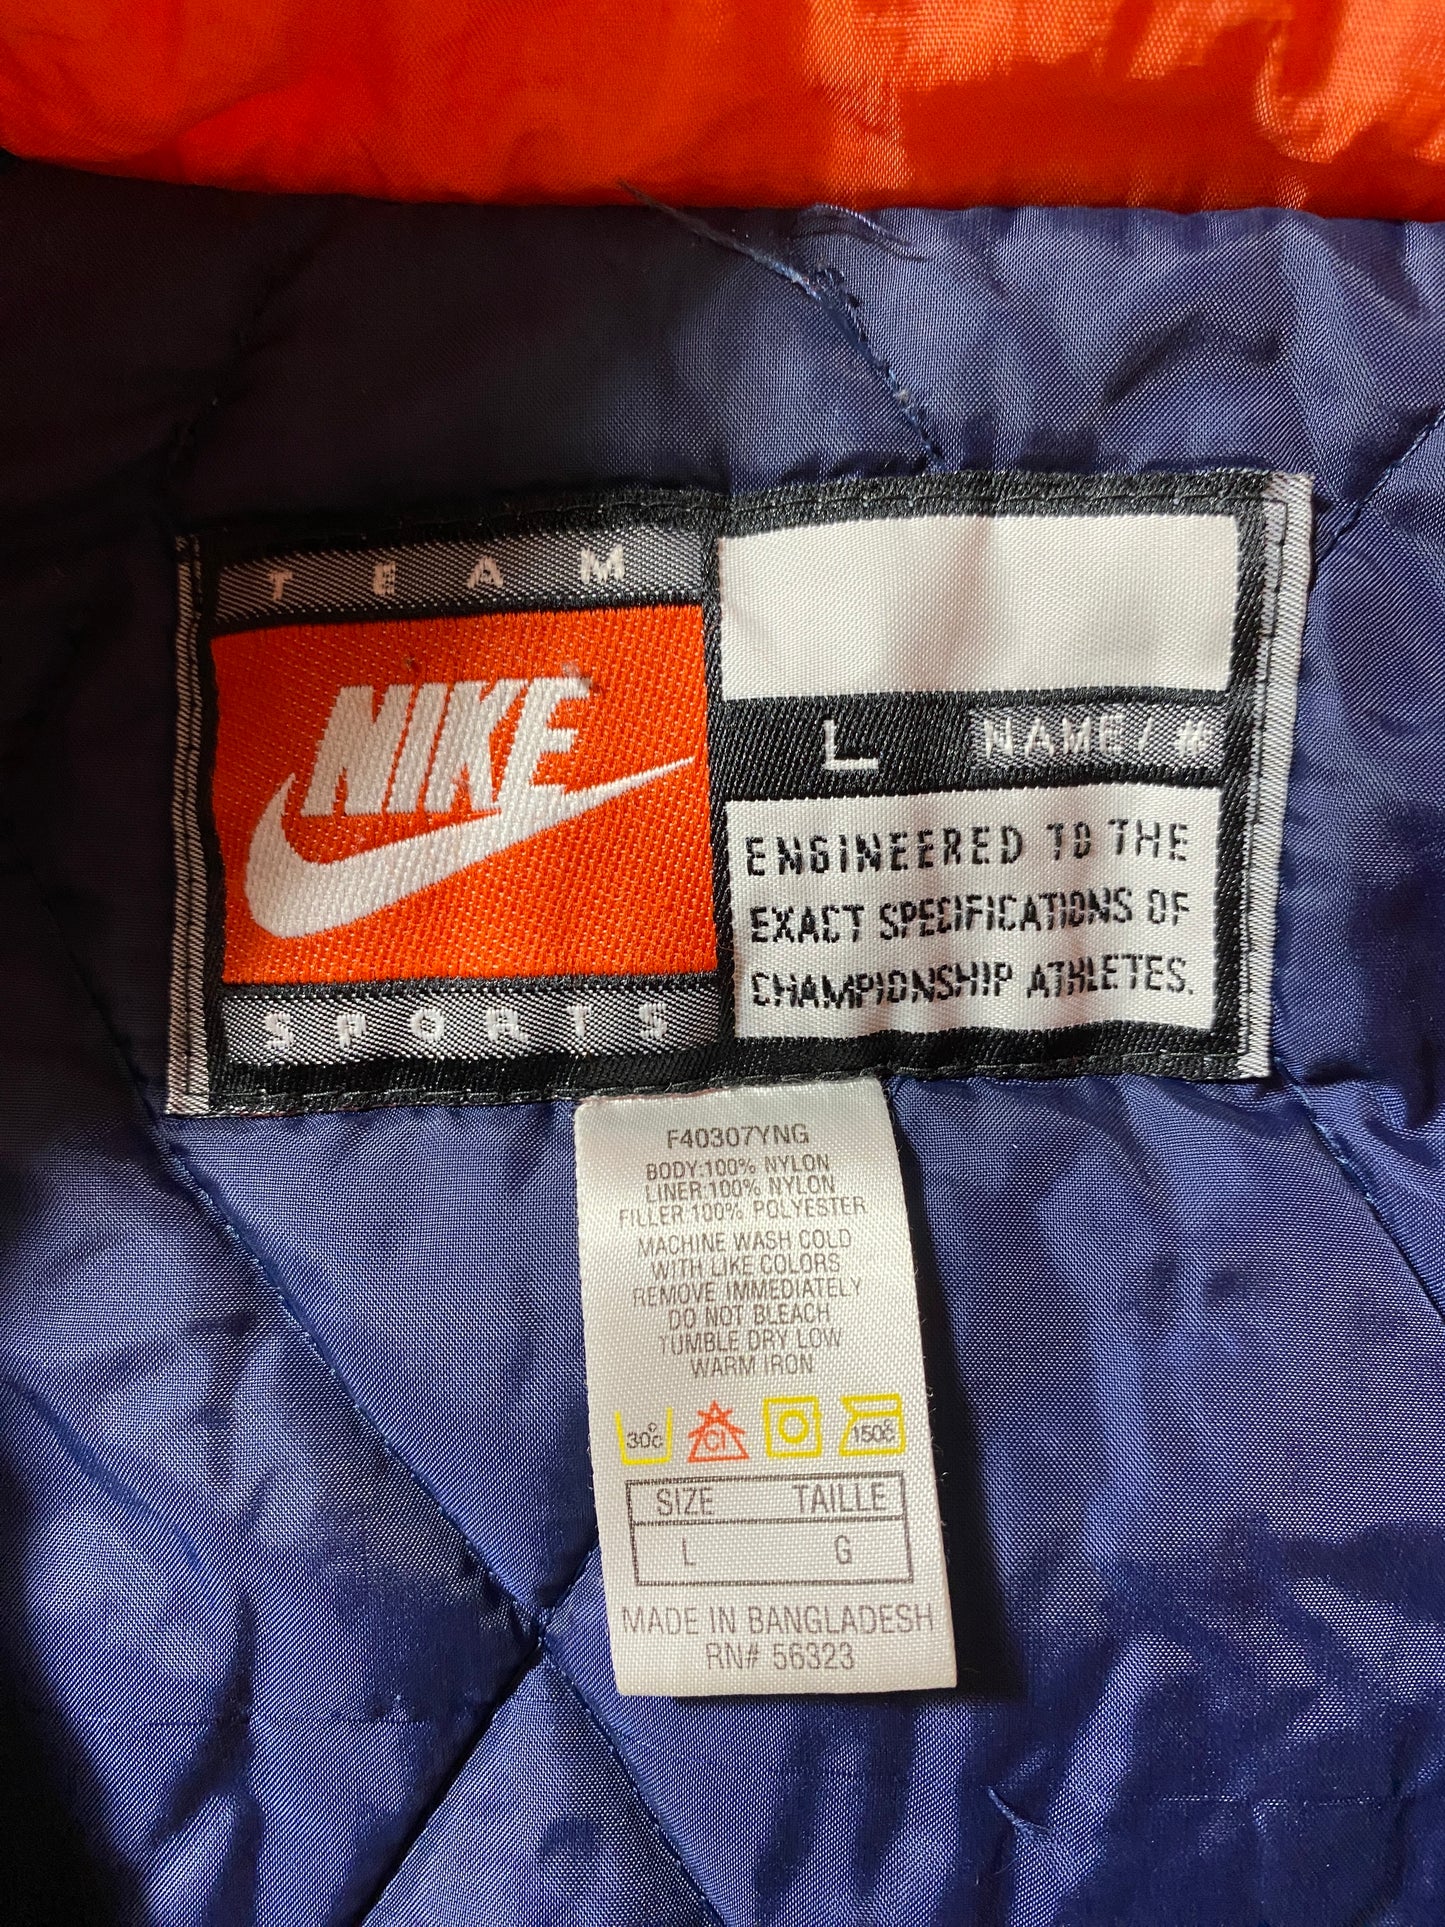 TEAM
NIKE
SPORTS
L NAME / #
ENGINEERED TO THE
EXACT SPECIFICATIONS OF
CHAMPIONSHIP ATHLETES.
F40307YNG
BODY:100% NYLON
LINER:100% NYLON
FILLER:100% POLYESTER
MACHINE WASH COLD
WITH LIKE COLORS
REMOVE IMMEDIATELY
DO NOT BLEACH
TUMBLE DRY LOW
WARM IRON
30°C Cl 150°C
SIZE TAILLE
L G
MADE IN BANGLADESH
RN# 56323